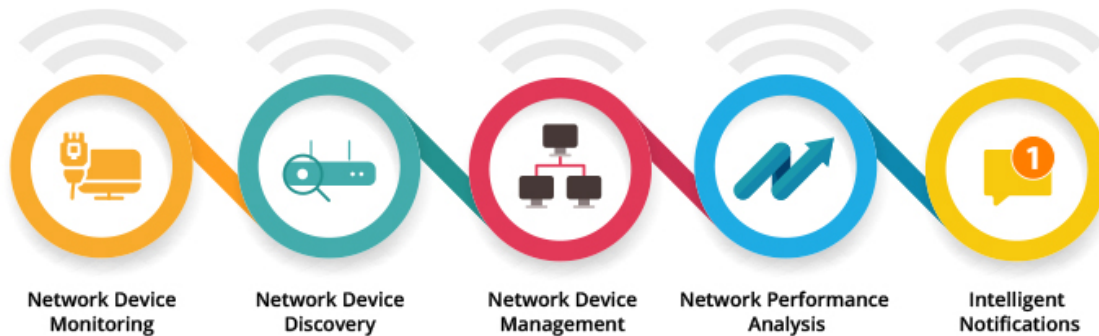 1
Network Device
Monitoring
Network Device
Discovery
Network Device
Management
Network Performance
Analysis
Intelligent
Notifications